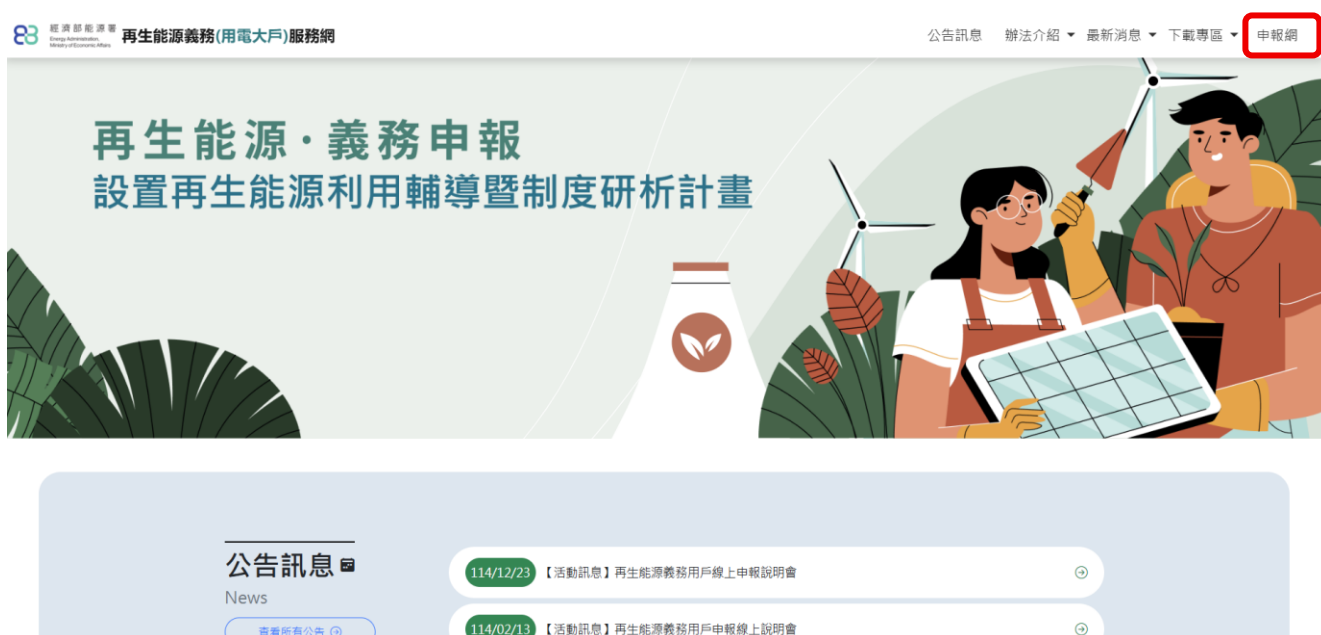 經濟部能源署
Energy Administration,
Ministry of Economic Affairs
再生能源義務(用電大戶)服務網
公告訊息 辦法介紹 最新消息 下載專區 申報網
再生能源‧義務申報
設置再生能源利用輔導暨制度研析計畫
公告訊息
News
查看所有公告
114/12/23 【活動訊息】再生能源義務用戶線上申報說明會
114/02/13 【活動訊息】再生能源義務用戶申報線上說明會